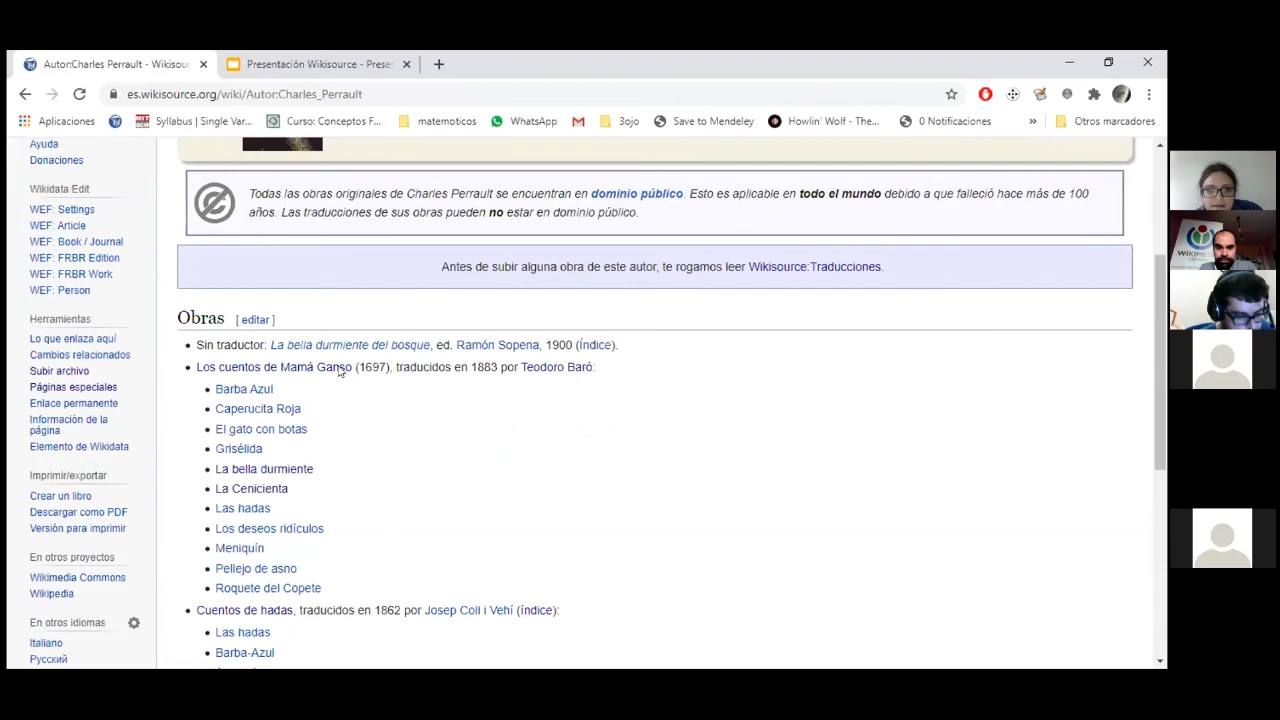 Autor:Charles Perrault - Wikisour
Presentación Wikisource - Preser
es.wikisource.org/wiki/Autor:Charles_Perrault
Aplicaciones
Syllabus | Single Var...
Curso: Conceptos F...
matemoticos
WhatsApp
3ojo
Save to Mendeley
Howlin' Wolf - The...
0 Notificaciones
»
Otros marcadores
Ayuda
Donaciones
Wikidata:Edit
WEF: Settings
WEF: Article
WEF: Book / Journal
WEF: FRBR Edition
WEF: FRBR Work
WEF: Person
Herramientas
Lo que enlaza aquí
Cambios relacionados
Subir archivo
Páginas especiales
Enlace permanente
Información de la
página
Elemento de Wikidata
Imprimir/exportar
Crear un libro
Descargar como PDF
Versión para imprimir
En otros proyectos
Wikimedia Commons
Wikipedia
En otros idiomas
Italiano
Русский
Todas las obras originales de Charles Perrault se encuentran en dominio público. Esto es aplicable en todo el mundo debido a que falleció hace más de 100
años. Las traducciones de sus obras pueden no estar en dominio público.
Antes de subir alguna obra de este autor, te rogamos leer Wikisource:Traducciones.
Obras [ editar ]
Sin traductor: La bella durmiente del bosque, ed. Ramón Sopena, 1900 (Índice).
Los cuentos de Mamá Ganso (1697), traducidos en 1883 por Teodoro Baró:
Barba Azul
Caperucita Roja
El gato con botas
Grisélida
La bella durmiente
La Cenicienta
Las hadas
Los deseos ridículos
Meniquín
Pellejo de asno
Roquete del Copete
Cuentos de hadas, traducidos en 1862 por Josep Coll i Vehí (índice):
Las hadas
Barba-Azul
WIKIMEDIA